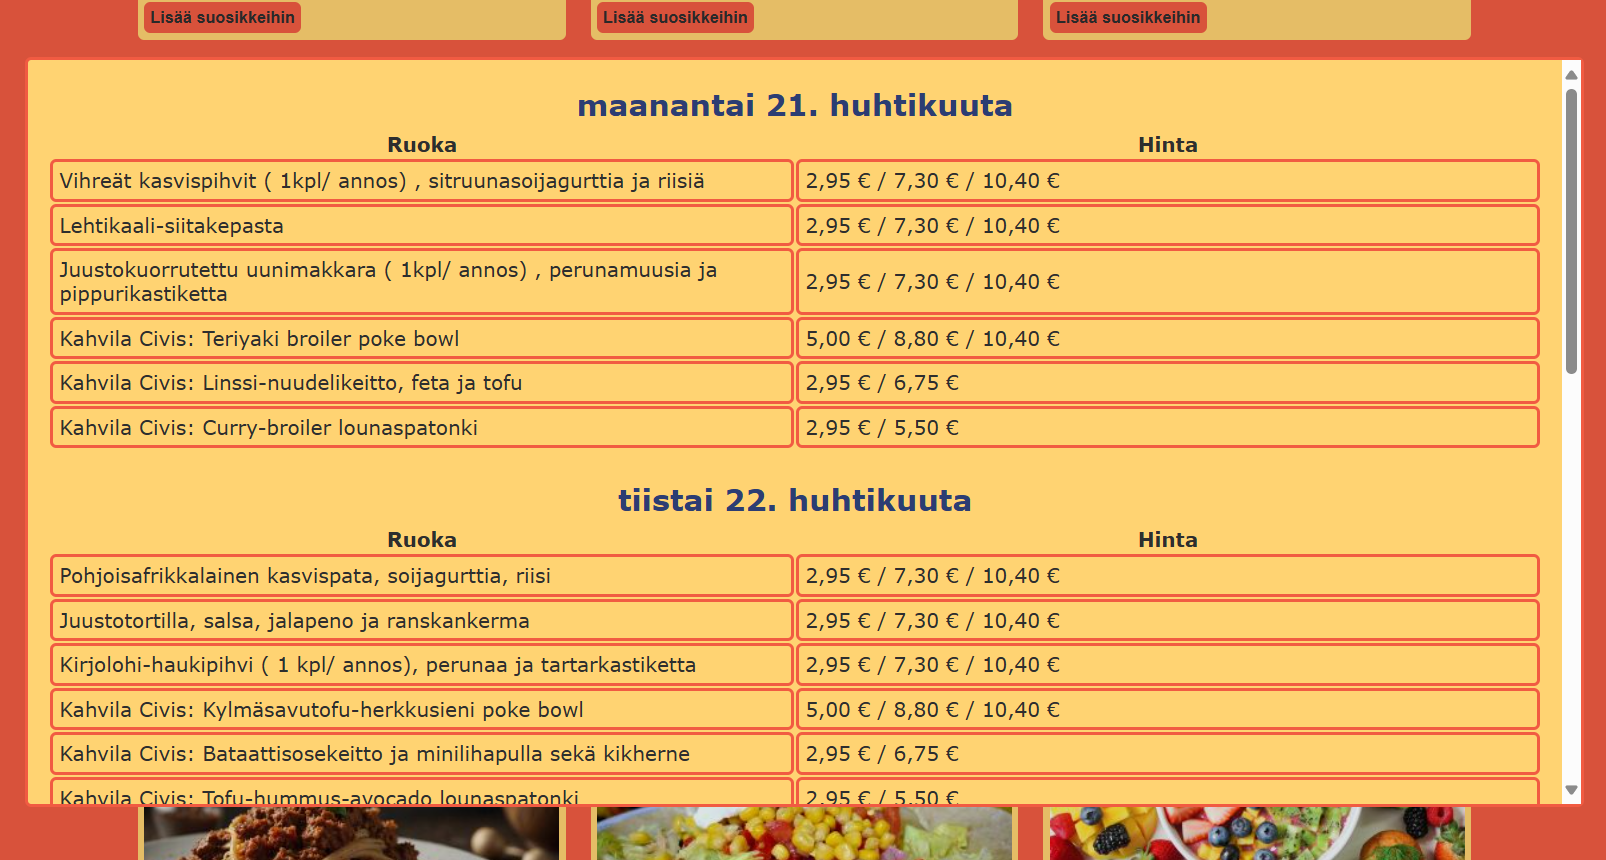 Lisää suosikkeihin Lisää suosikkeihin Lisää suosikkeihin
maanantai 21. huhtikuuta
Ruoka Hinta
Vihreät kasvispihvit ( 1kpl/ annos) , sitruunasoijagurttia ja riisiä 2,95 € / 7,30 € / 10,40 €
Lehtikaali-siitakepasta 2,95 € / 7,30 € / 10,40 €
Juustokuorrutettu uunimakkara ( 1kpl/ annos) , perunamuusia ja
pippurikastiketta 2,95 € / 7,30 € / 10,40 €
Kahvila Civis: Teriyaki broiler poke bowl 5,00 € / 8,80 € / 10,40 €
Kahvila Civis: Linssi-nuudelikeitto, feta ja tofu 2,95 € / 6,75 €
Kahvila Civis: Curry-broiler lounaspatonki 2,95 € / 5,50 €
tiistai 22. huhtikuuta
Ruoka Hinta
Pohjoisafrikkalainen kasvispata, soijagurttia, riisi 2,95 € / 7,30 € / 10,40 €
Juustotortilla, salsa, jalapeno ja ranskankerma 2,95 € / 7,30 € / 10,40 €
Kirjolohi-haukipihvi ( 1 kpl/ annos), perunaa ja tartarkastiketta 2,95 € / 7,30 € / 10,40 €
Kahvila Civis: Kylmäsavutofu-herkkusieni poke bowl 5,00 € / 8,80 € / 10,40 €
Kahvila Civis: Bataattisosekeitto ja minilihapulla sekä kikherne 2,95 € / 6,75 €
Kahvila Civis: Tofu-hummus-avocado lounaspatonki 2,95 € / 5,50 €